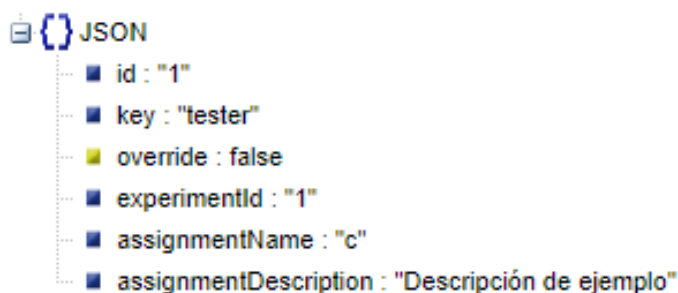 JSON
id : "1"
key : "tester"
override : false
experimentId : "1"
assignmentName : "c"
assignmentDescription : "Descripción de ejemplo"